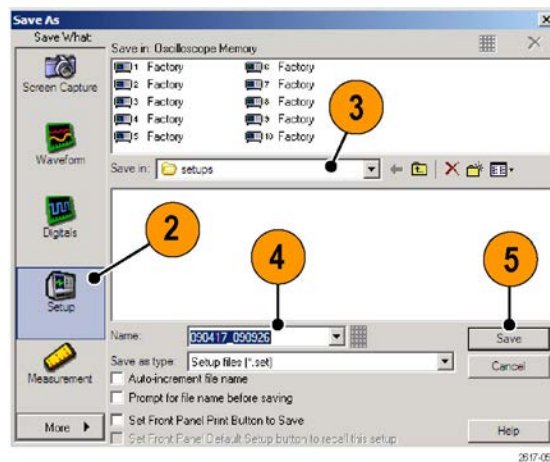 Save As
Save What:
Save in: Oscilloscope Memory
Screen Capture
1 Factory
6 Factory
2 Factory
7 Factory
3 Factory
8 Factory
4 Factory
9 Factory
5 Factory
10 Factory
3
Waveform
Save in: setups
Digitals
2
4
5
Setup
Name: 090417_090926
Save
Save as type: Setup files (*.set)
Cancel
Measurement
Auto-increment file name
Prompt for file name before saving
Set Front Panel Print Button to Save
More
Help
Set Front Panel Default Setup button to recall this setup
2617-05